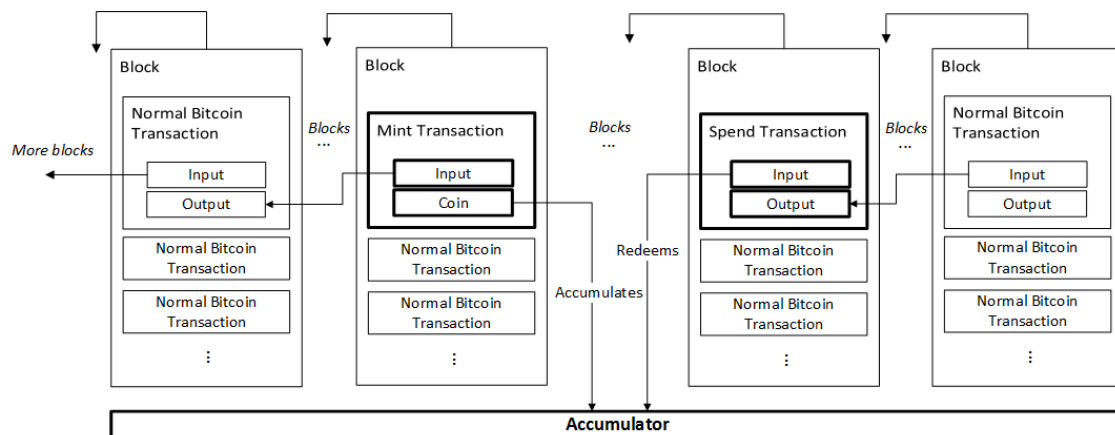 Block
Normal Bitcoin
Transaction
Input
Output
Normal Bitcoin
Transaction
Normal Bitcoin
Transaction
⋮
More blocks
Blocks
...
Block
Mint Transaction
Input
Coin
Normal Bitcoin
Transaction
Normal Bitcoin
Transaction
⋮
Accumulates
Blocks
...
Redeems
Block
Spend Transaction
Input
Output
Normal Bitcoin
Transaction
Normal Bitcoin
Transaction
⋮
Blocks
...
Block
Normal Bitcoin
Transaction
Input
Output
Normal Bitcoin
Transaction
Normal Bitcoin
Transaction
⋮
Accumulator